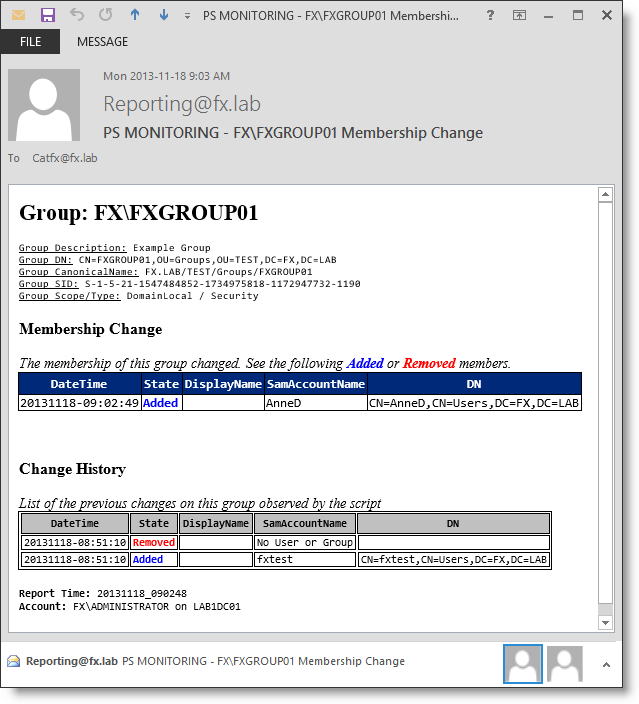 PS MONITORING - FX\FXGROUP01 Membershi...
?
FILE MESSAGE
Mon 2013-11-18 9:03 AM
Reporting@fx.lab
PS MONITORING - FX\FXGROUP01 Membership Change
To Catfx@fx.lab
Group: FX\FXGROUP01
Group Description: Example Group
Group DN: CN=FXGROUP01,OU=Groups,OU=TEST,DC=FX,DC=LAB
Group CanonicalName: FX.LAB/TEST/Groups/FXGROUP01
Group SID: S-1-5-21-1547484852-1734975818-1172947732-1190
Group Scope/Type: DomainLocal / Security
Membership Change
The membership of this group changed. See the following Added or Removed members.
DateTime State DisplayName SamAccountName DN
20131118-09:02:49 Added AnneD CN=AnneD,CN=Users,DC=FX,DC=LAB
Change History
List of the previous changes on this group observed by the script
DateTime State DisplayName SamAccountName DN
20131118-08:51:10 Removed No User or Group
20131118-08:51:10 Added fxtest CN=fxtest,CN=Users,DC=FX,DC=LAB
Report Time: 20131118_090248
Account: FX\ADMINISTRATOR on LAB1DC01
Reporting@fx.lab PS MONITORING - FX\FXGROUP01 Membership Change